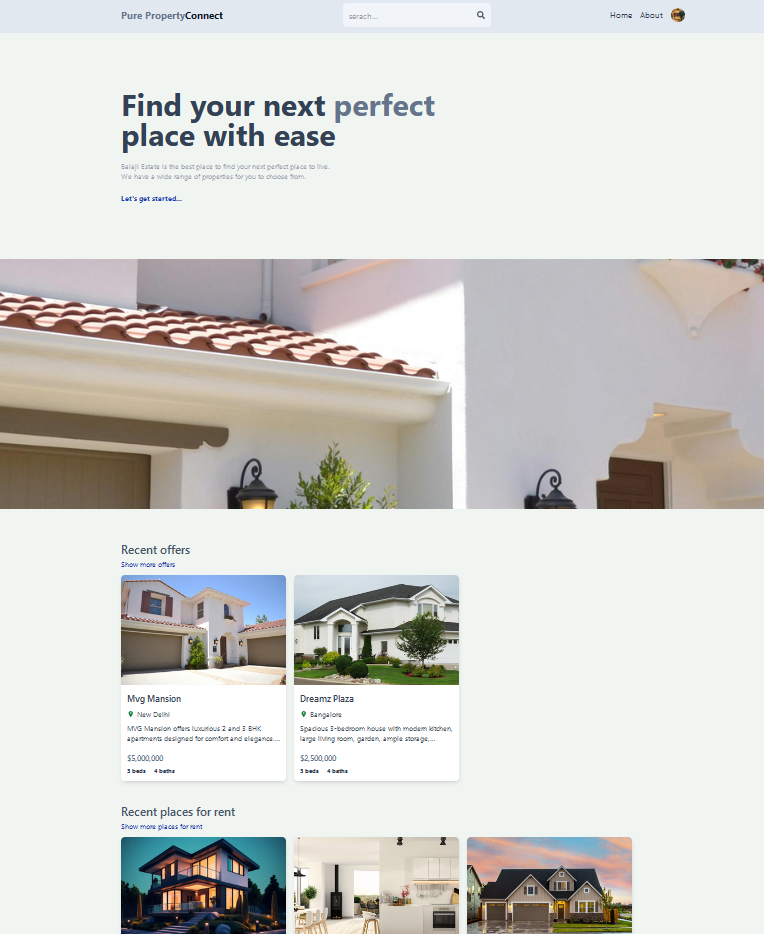 Pure PropertyConnect
serach...
Home About
Find your next perfect
place with ease
Balaji Estate is the best place to find your next perfect place to live.
We have a wide range of properties for you to choose from.
Let's get started...
Recent offers
Show more offers
Mvg Mansion
New Delhi
MVG Mansion offers luxurious 2 and 3 BHK
apartments designed for comfort and elegance....
$5,000,000
3 beds 4 baths
Dreamz Plaza
Bangalore
Spacious 3-bedroom house with modern kitchen,
large living room, garden, ample storage,...
$2,500,000
3 beds 4 baths
Recent places for rent
Show more places for rent